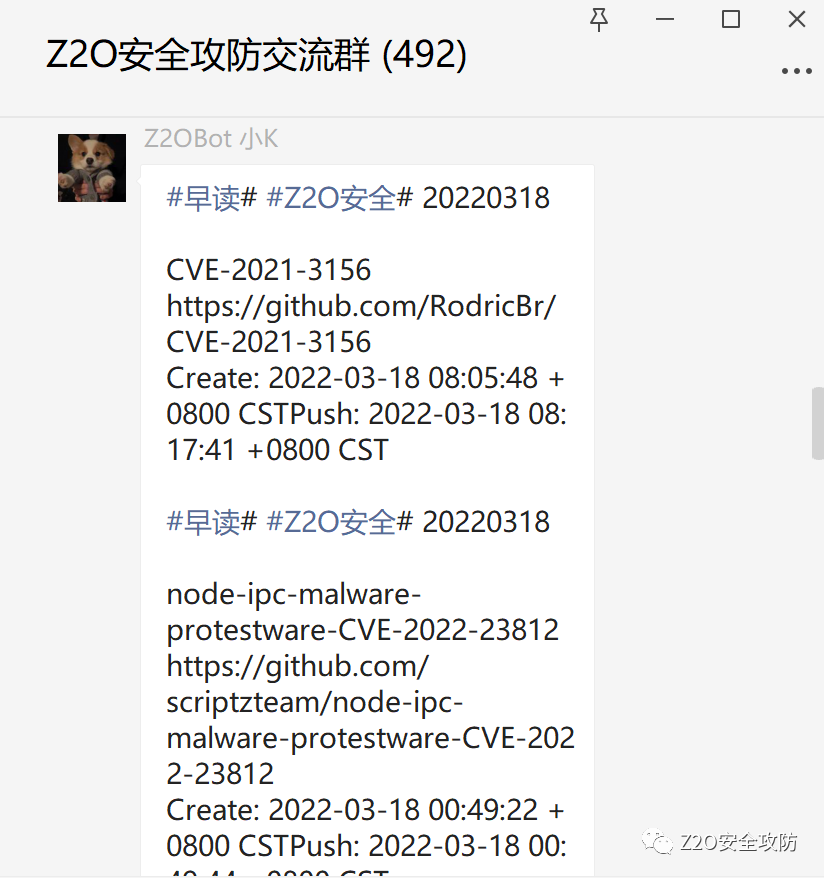 Z2O安全攻防交流群 (492)
Z2OBot 小K
#早读# #Z2O安全# 20220318
CVE-2021-3156
https://github.com/RodricBr/
CVE-2021-3156
Create: 2022-03-18 08:05:48 +
0800 CSTPush: 2022-03-18 08:
17:41 +0800 CST
#早读# #Z2O安全# 20220318
node-ipc-malware-
protestware-CVE-2022-23812
https://github.com/
scriptzteam/node-ipc-
malware-protestware-CVE-202
2-23812
Create: 2022-03-18 00:49:22 +
0800 CSTPush: 2022-03-18 00:
Z2O安全攻防